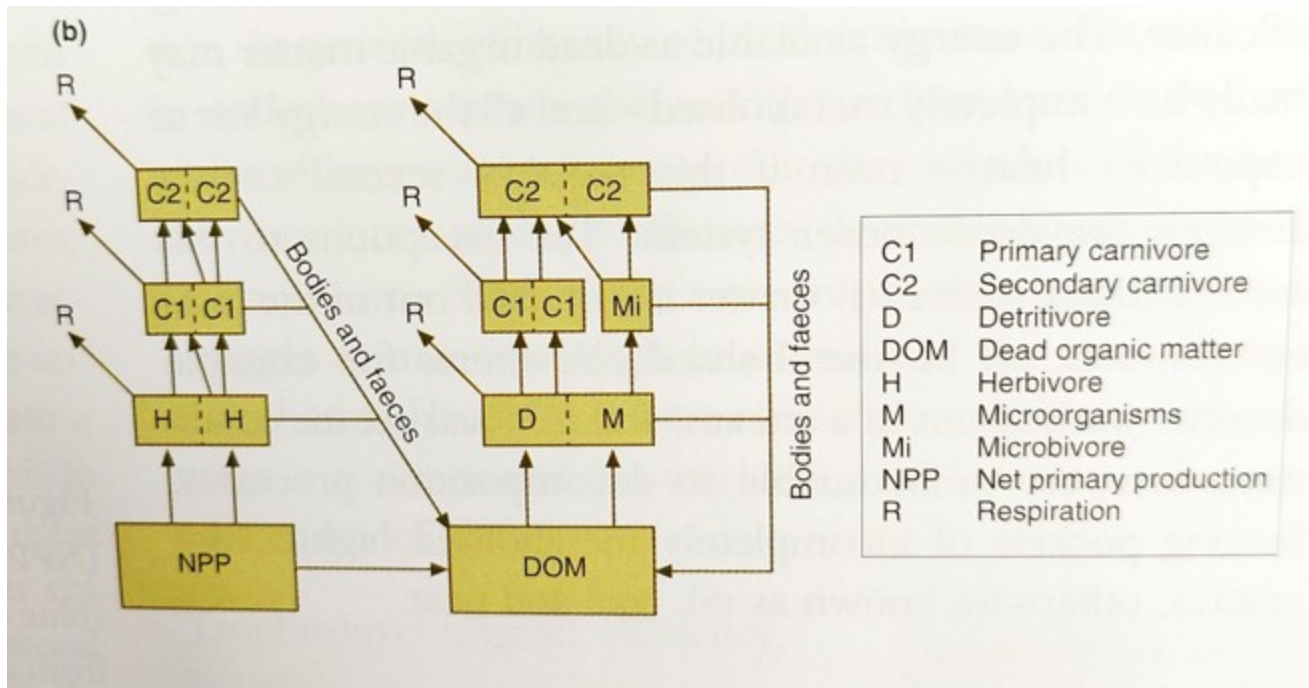 (b)
R
R
C2 C2
C2 C2
R
R
C1 C1
C1 C1
Mi
R
R
H H
D M
NPP
DOM
Bodies and faeces
Bodies and faeces
C1 Primary carnivore
C2 Secondary carnivore
D Detritivore
DOM Dead organic matter
H Herbivore
M Microorganisms
Mi Microbivore
NPP Net primary production
R Respiration